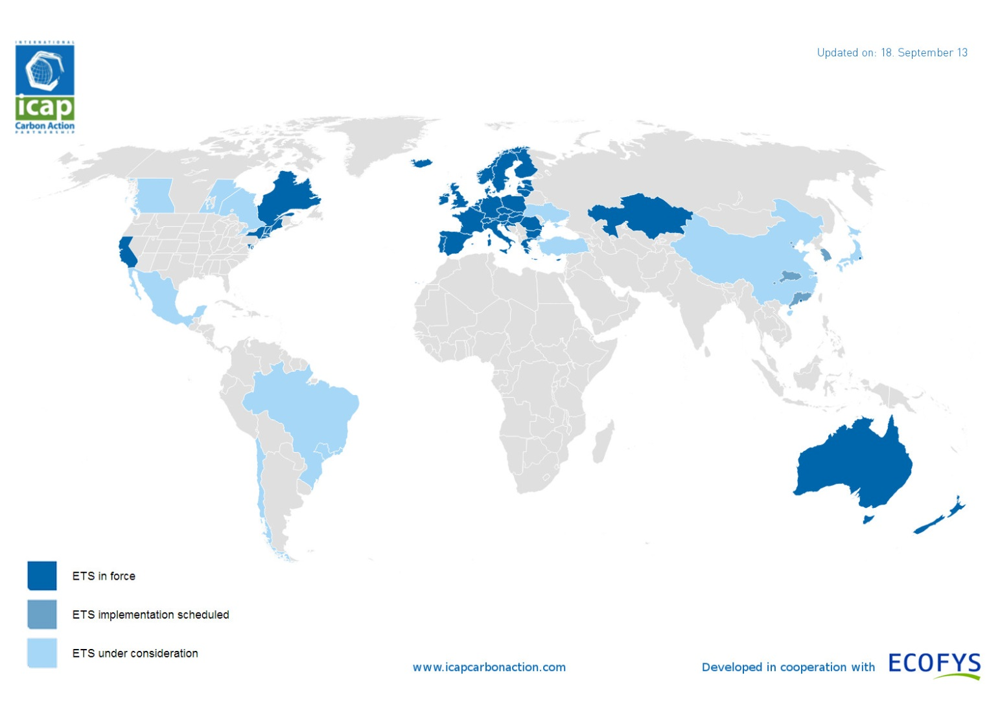 INTERNATIONAL
icap
Carbon Action
PARTNERSHIP
Updated on: 18. September 13
ETS in force
ETS implementation scheduled
ETS under consideration
www.icapcarbonaction.com
Developed in cooperation with ECOFYS